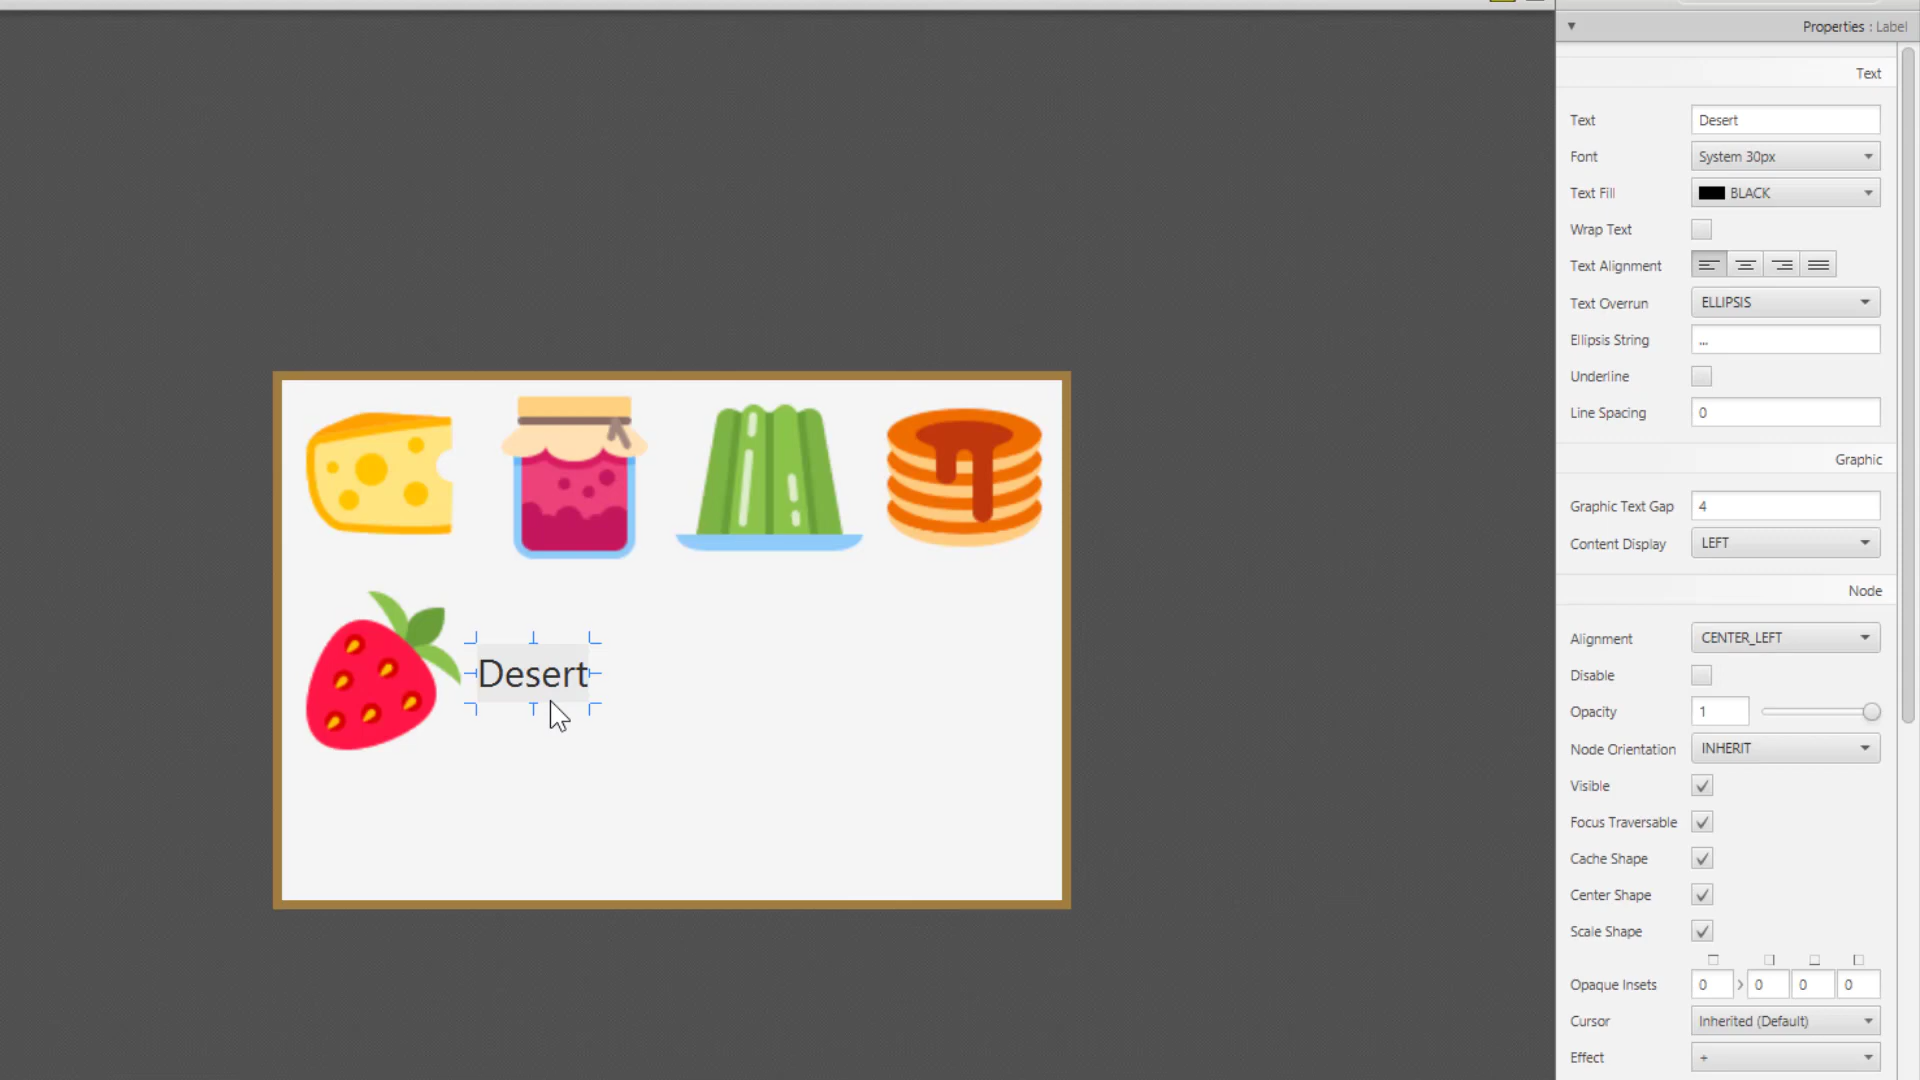 Properties : Label
Text
Text Desert
Font System 30px
Text Fill BLACK
Wrap Text
Text Alignment
Text Overrun ELLIPSIS
Ellipsis String ...
Underline
Line Spacing 0
Graphic
Graphic Text Gap 4
Content Display LEFT
Node
Alignment CENTER_LEFT
Disable
Opacity 1
Node Orientation INHERIT
Visible
Focus Traversable
Cache Shape
Center Shape
Scale Shape
Opaque Insets 0 > 0 0 0
Cursor Inherited (Default)
Effect +
Desert